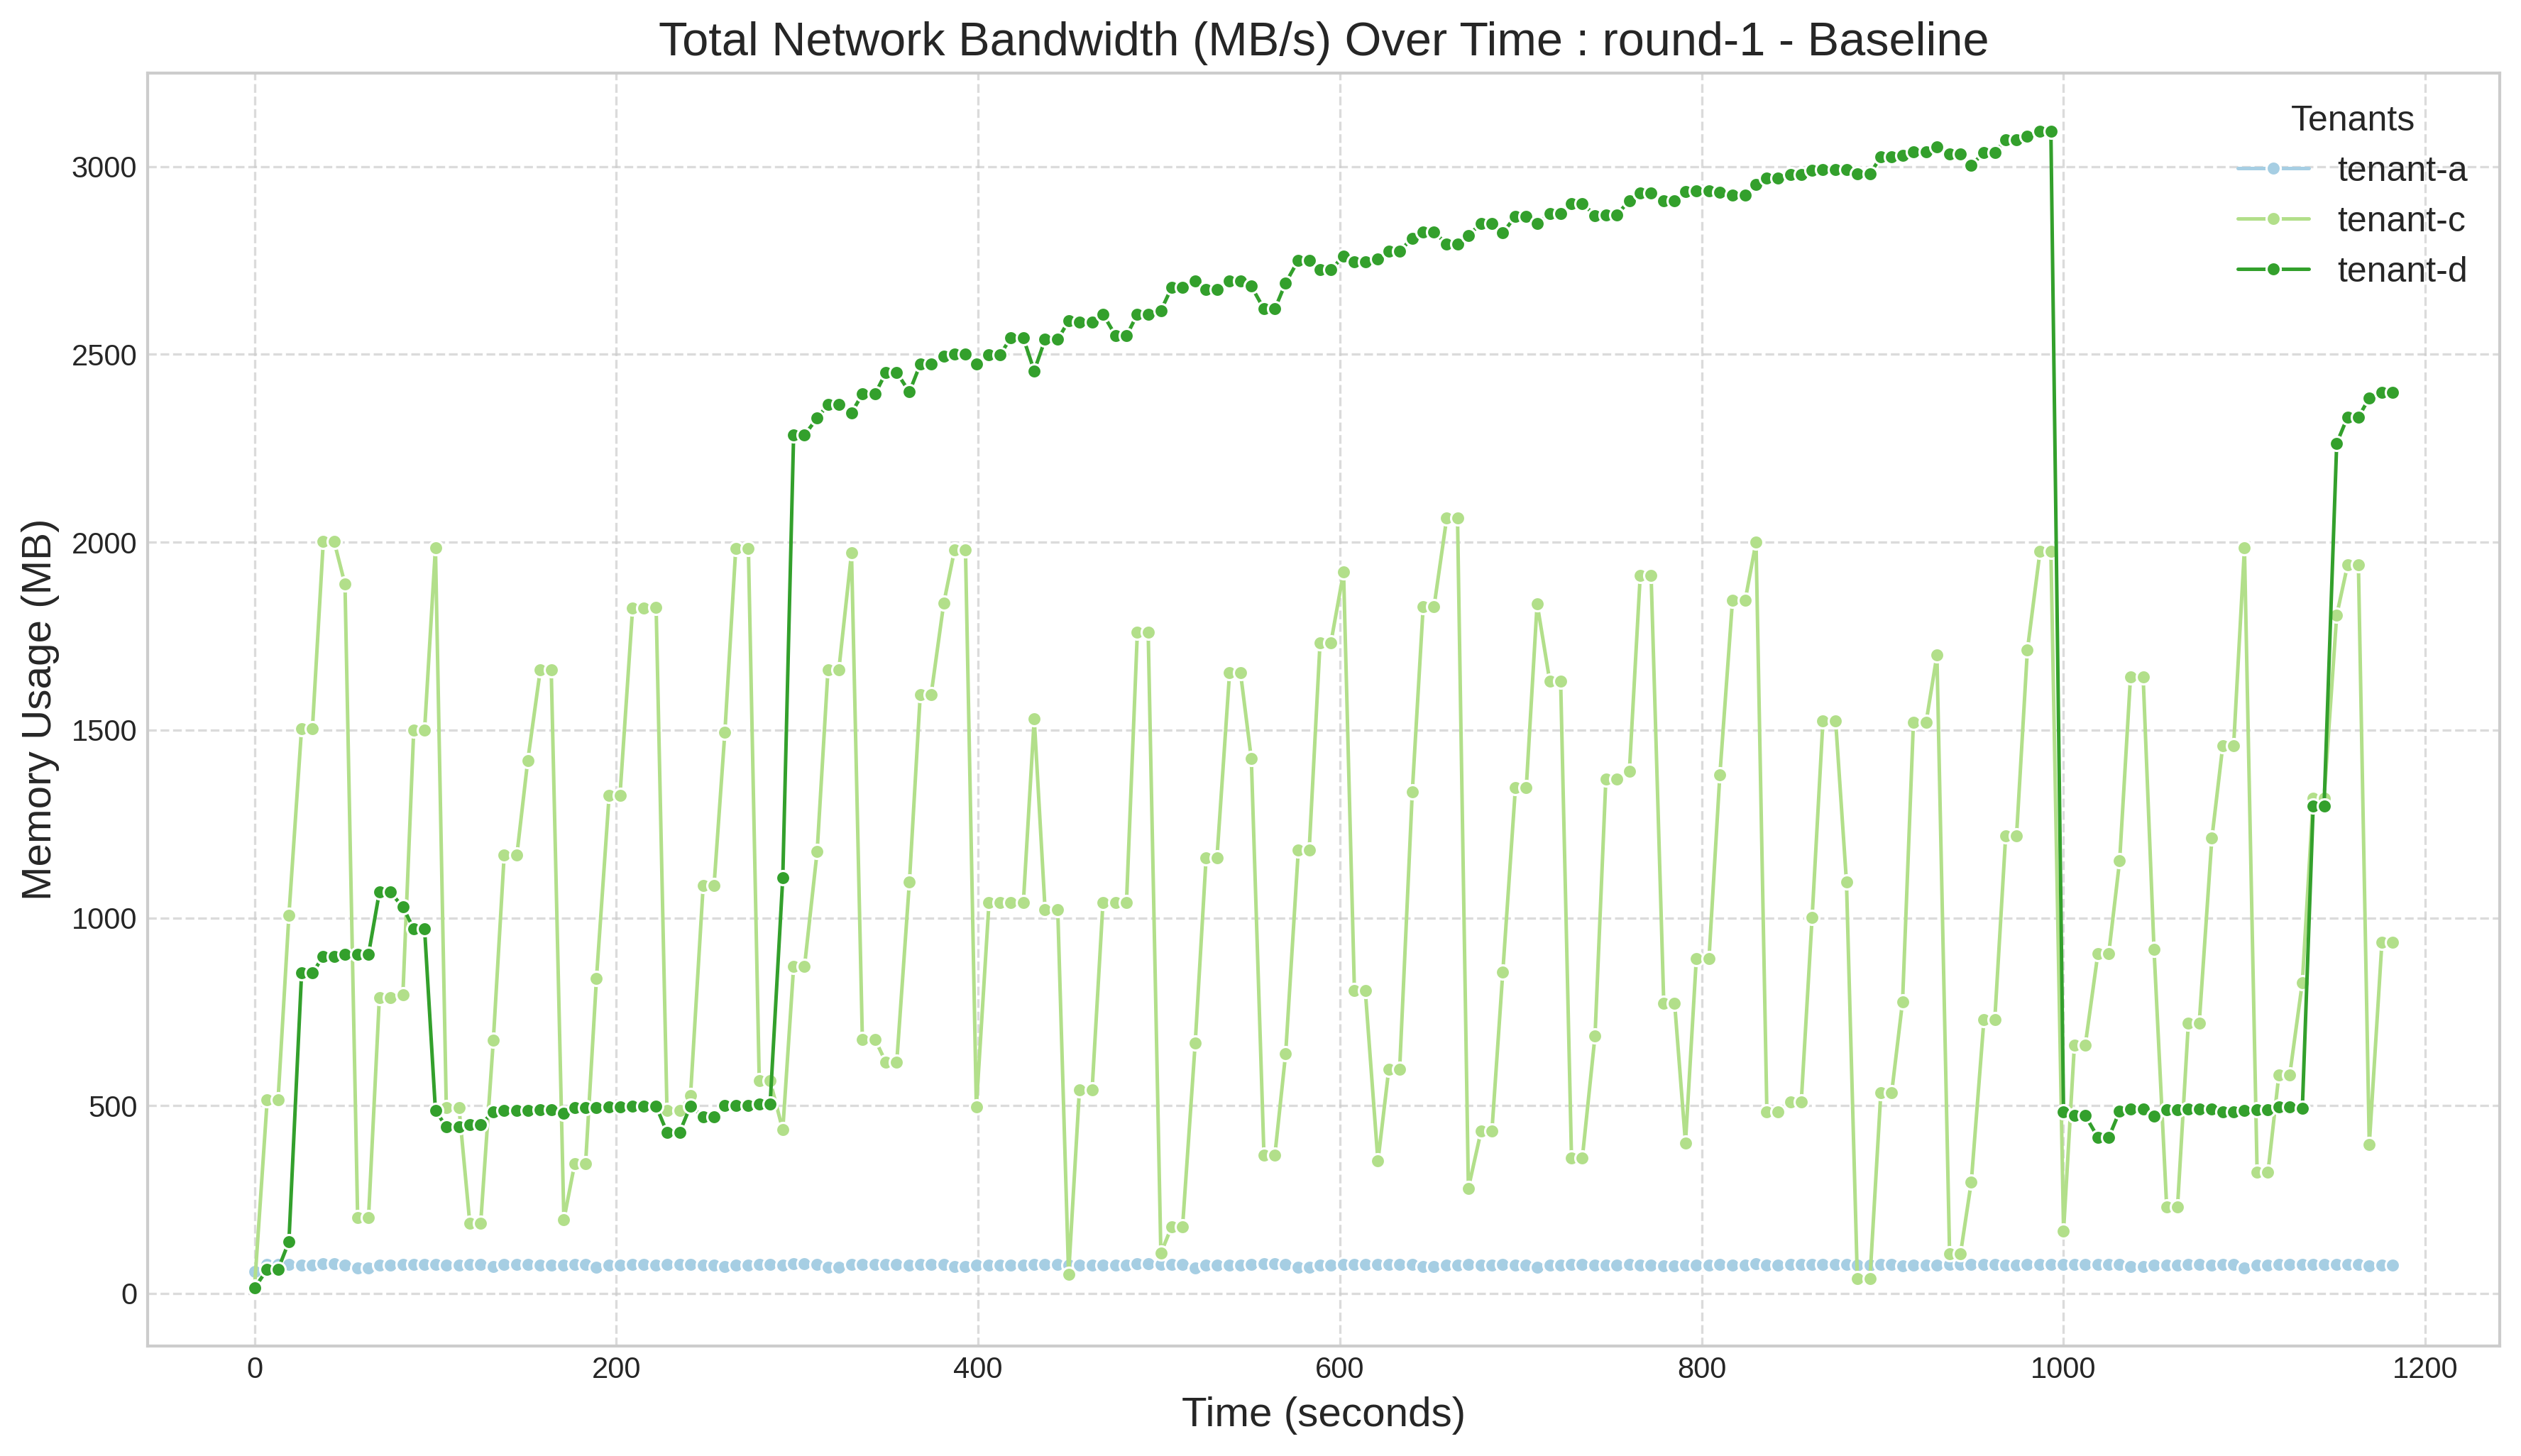 Total Network Bandwidth (MB/s) Over Time : round-1 - Baseline
Memory Usage (MB)
3000
2500
2000
1500
1000
500
0
Tenants
tenant-a
tenant-c
tenant-d
0 200 400 600 800 1000 1200
Time (seconds)